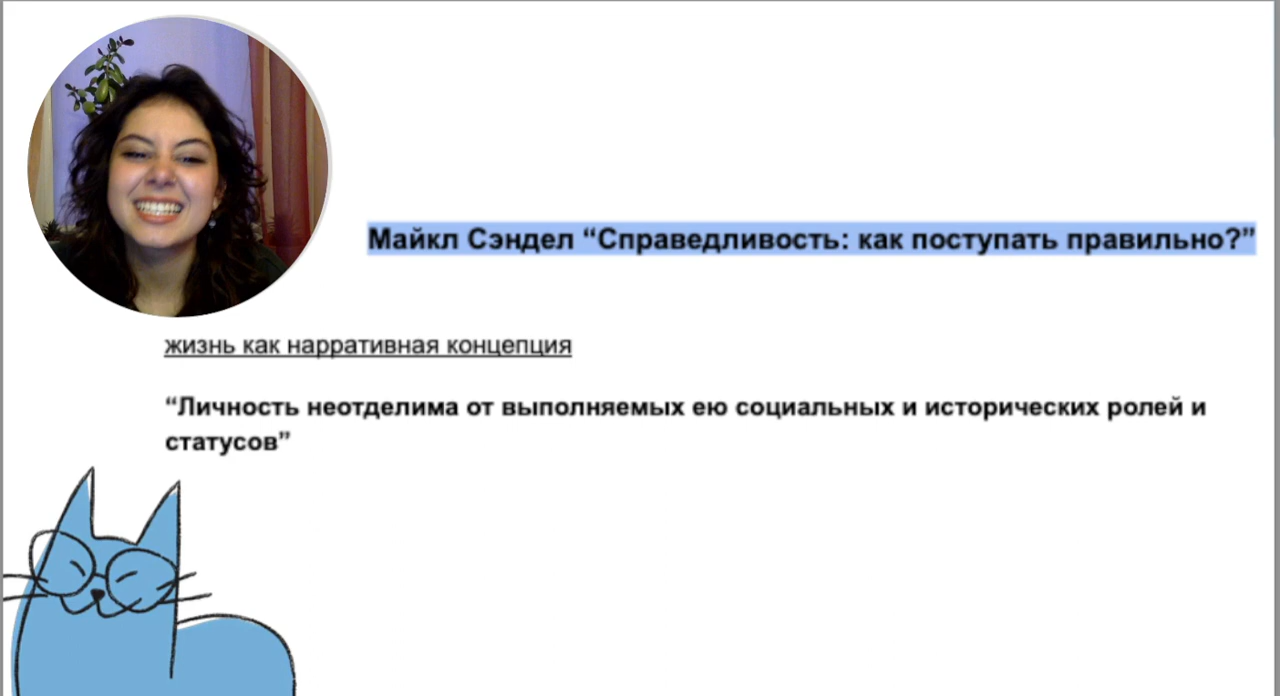 Майкл Сэндел “Справедливость: как поступать правильно?”
жизнь как нарративная концепция
“Личность неотделима от выполняемых ею социальных и исторических ролей и
статусов”